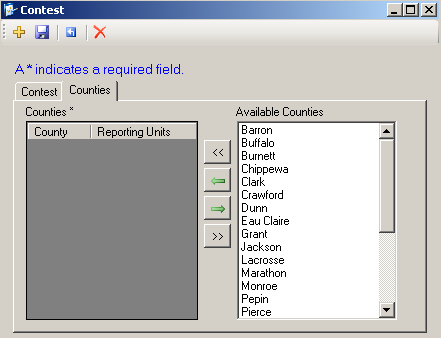 Contest
A * indicates a required field.
Contest Counties
Counties *
Available Counties
County Reporting Units
<<
>>
Barron
Buffalo
Burnett
Chippewa
Clark
Crawford
Dunn
Eau Claire
Grant
Jackson
Lacrosse
Marathon
Monroe
Pepin
Pierce